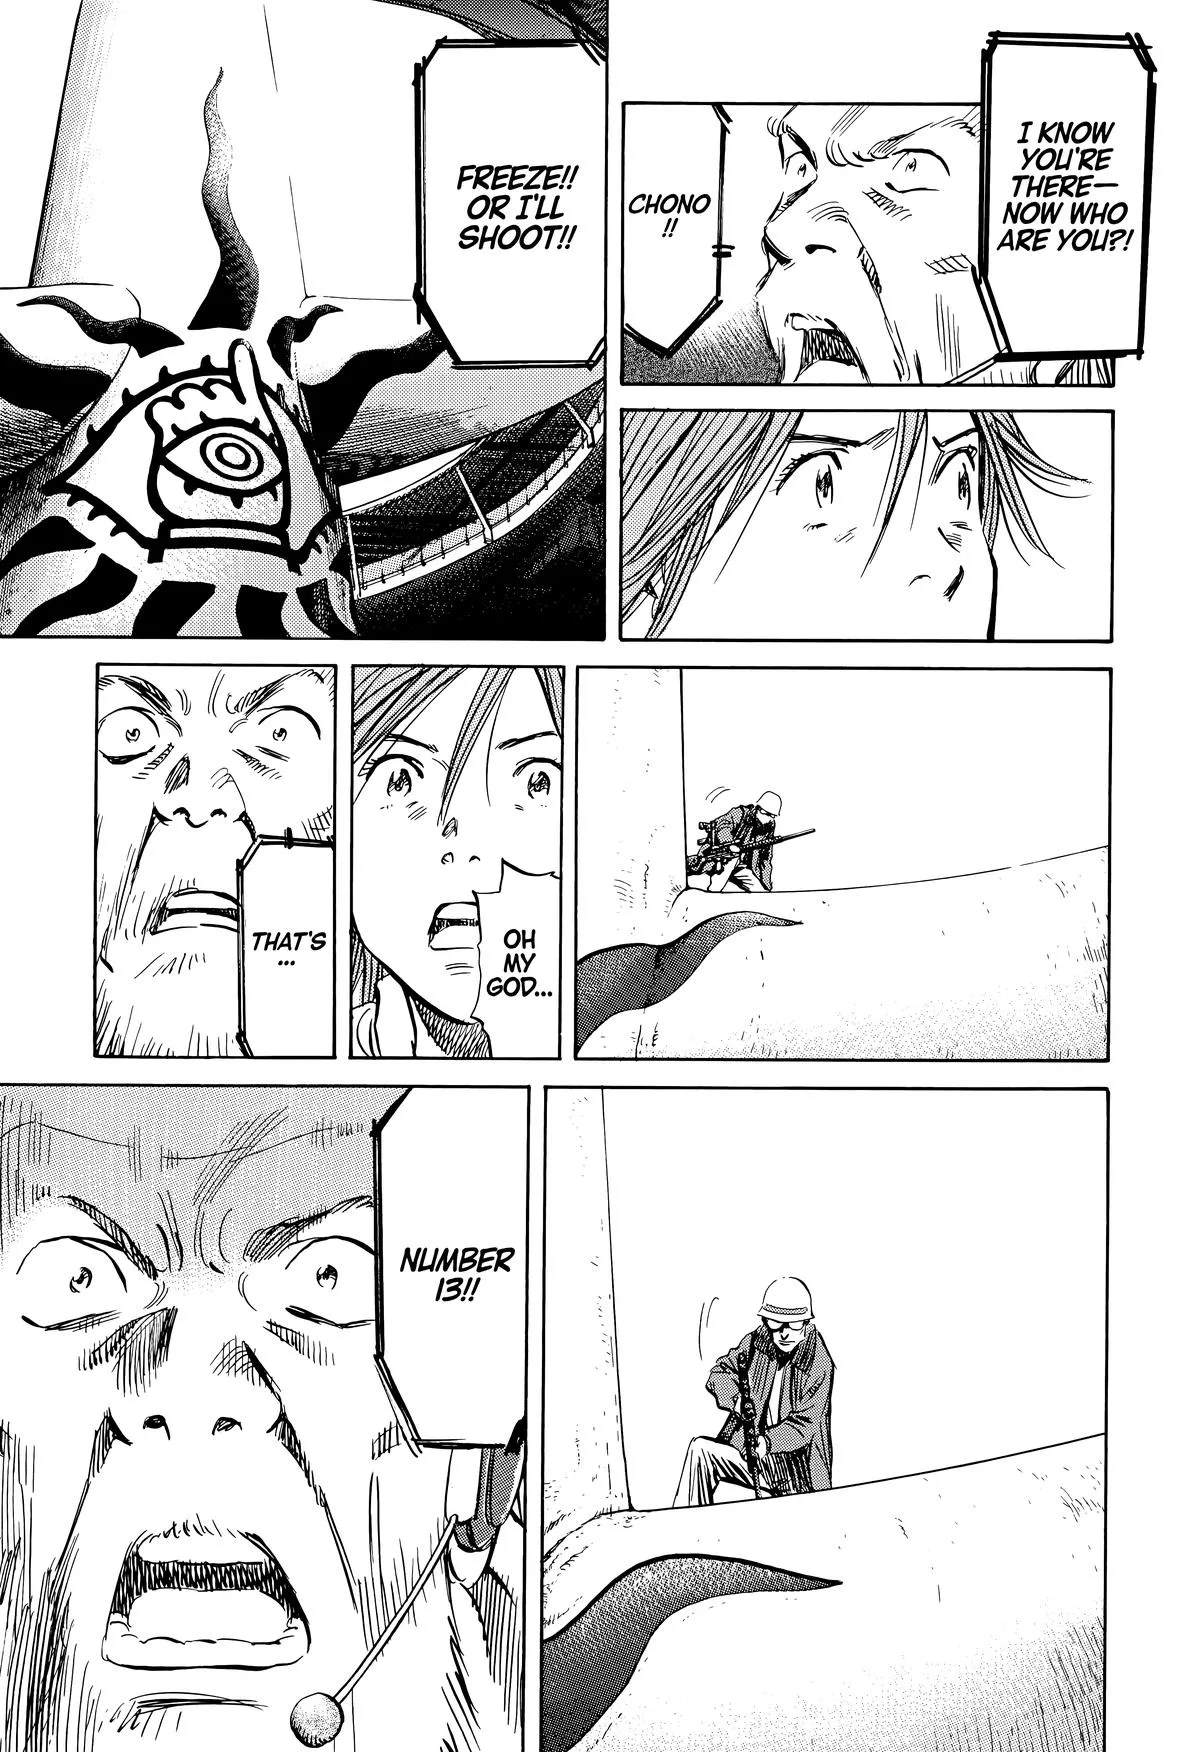 I KNOW
YOU'RE
THERE—
NOW WHO
ARE YOU?!
CHONO
!!
FREEZE!!
OR I'LL
SHOOT!!
OH
MY
GOD...
THAT'S
...
NUMBER
13!!